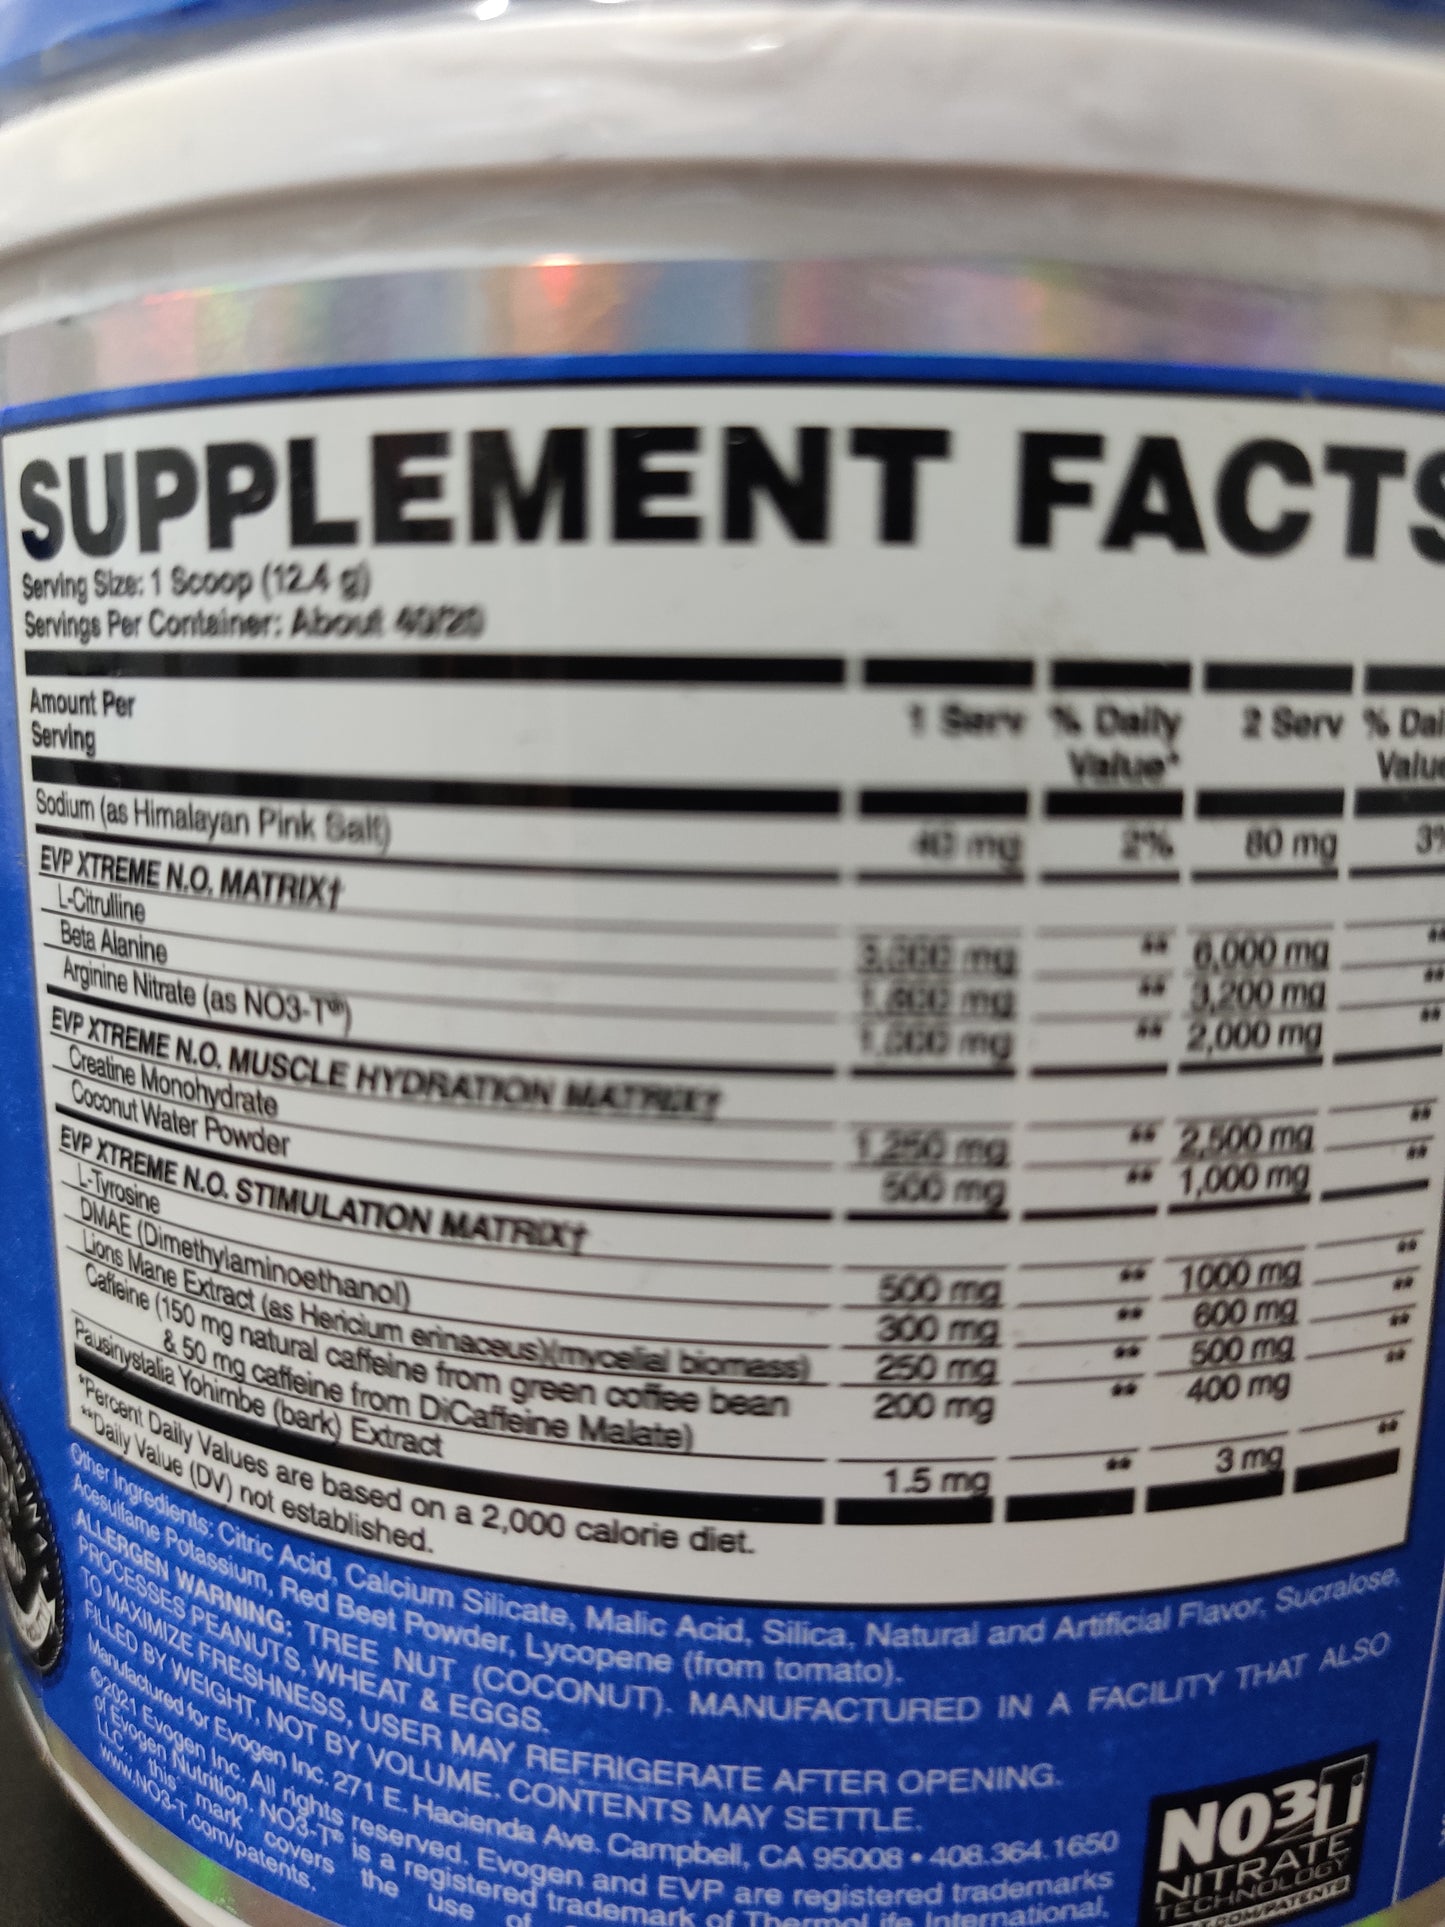 SUPPLEMENT FACTS
Serving Size: 1 Scoop (12.4 g)
Servings Per Container: About 40/20
Amount Per Serving 1 Serv % Daily Value* 2 Serv % Dai Value
Sodium (as Himalayan Pink Salt) 40 mg 2% 80 mg 3%
EVP XTREME N.O. MATRIX†
L-Citrulline 3,000 mg ** 6,000 mg **
Beta Alanine 1,600 mg ** 3,200 mg **
Arginine Nitrate (as NO3-T®) 1,000 mg ** 2,000 mg **
EVP XTREME N.O. MUSCLE HYDRATION MATRIX†
Creatine Monohydrate 1,250 mg ** 2,500 mg **
Coconut Water Powder 500 mg ** 1,000 mg **
EVP XTREME N.O. STIMULATION MATRIX†
L-Tyrosine 500 mg ** 1000 mg **
DMAE (Dimethylaminoethanol) 300 mg ** 600 mg **
Lions Mane Extract (as Hericium erinaceus)(mycelial biomass) 250 mg ** 500 mg **
Caffeine (150 mg natural caffeine from green coffee bean 200 mg ** 400 mg **
& 50 mg caffeine from DiCaffeine Malate)
Pausinystalia Yohimbe (bark) Extract 1.5 mg ** 3 mg **
*Percent Daily Values are based on a 2,000 calorie diet.
**Daily Value (DV) not established.
Other Ingredients: Citric Acid, Calcium Silicate, Malic Acid, Silica, Natural and Artificial Flavor, Sucralose,
Acesulfame Potassium, Red Beet Powder, Lycopene (from tomato).
ALLERGEN WARNING: TREE NUT (COCONUT). MANUFACTURED IN A FACILITY THAT ALSO
PROCESSES PEANUTS, WHEAT & EGGS.
TO MAXIMIZE FRESHNESS, USER MAY REFRIGERATE AFTER OPENING.
FILLED BY WEIGHT, NOT BY VOLUME. CONTENTS MAY SETTLE.
Manufactured for Evogen Inc. 271 E. Hacienda Ave. Campbell, CA 95008 • 408.364.1650
©2021 Evogen Inc. All rights reserved. Evogen and EVP are registered trademarks
of Evogen Nutrition. NO3-T® is a registered trademark of ThermoLife International,
LLC., this mark covers the use of
www.NO3-T.com/patents.
NO3T
NITRATE
TECHNOLOGY